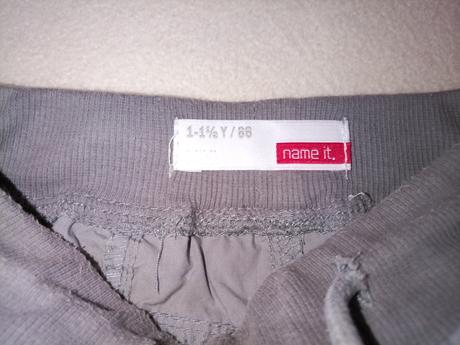 1-1½ Y / 86
name it.